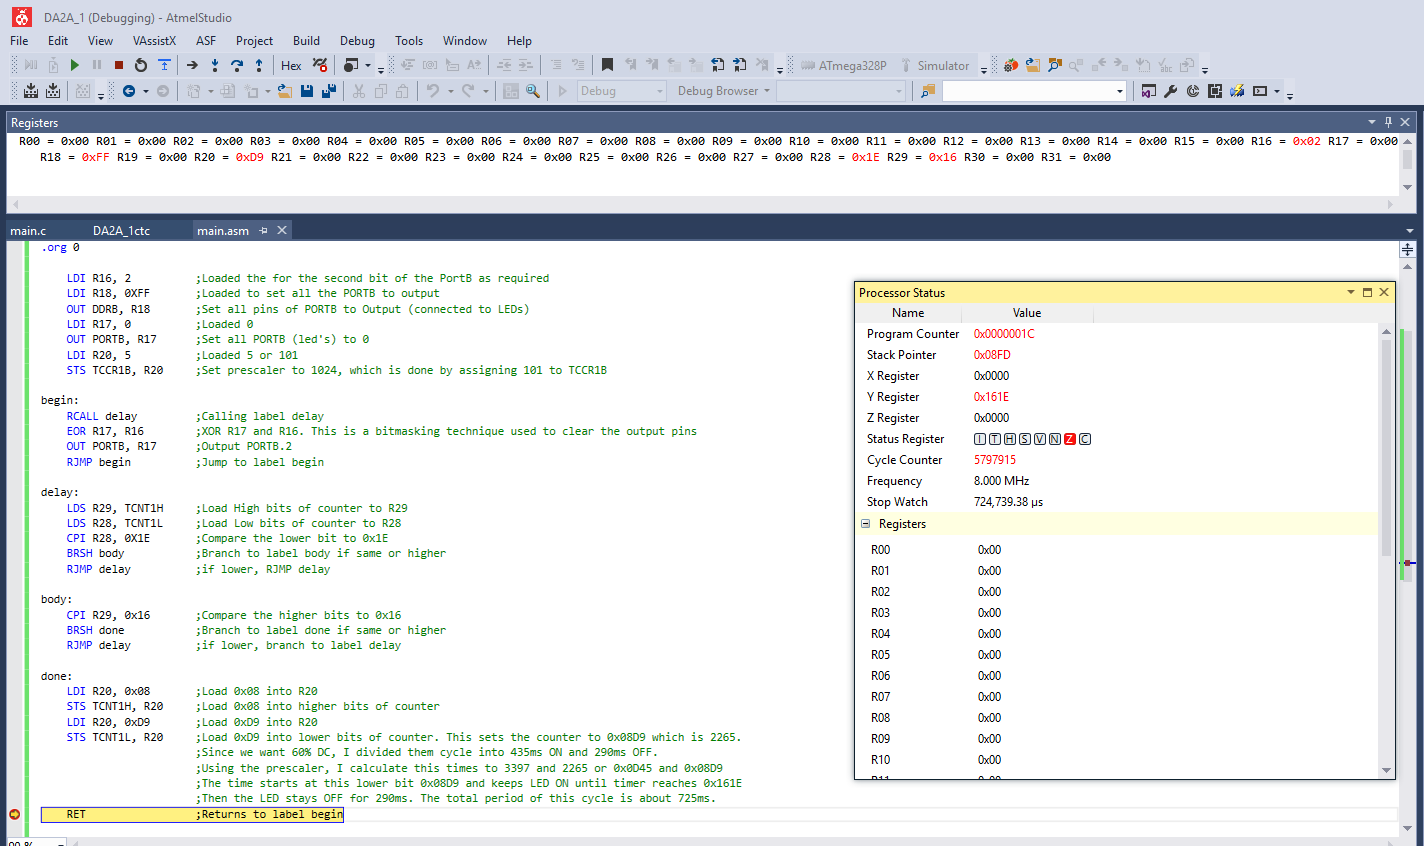 DA2A_1 (Debugging) - AtmelStudio
File Edit View VAssistX ASF Project Build Debug Tools Window Help
Hex ATmega328P Simulator
Debug Debug Browser
Registers
R00 = 0x00 R01 = 0x00 R02 = 0x00 R03 = 0x00 R04 = 0x00 R05 = 0x00 R06 = 0x00 R07 = 0x00 R08 = 0x00 R09 = 0x00 R10 = 0x00 R11 = 0x00 R12 = 0x00 R13 = 0x00 R14 = 0x00 R15 = 0x00 R16 = 0x02 R17 = 0x00
R18 = 0xFF R19 = 0x00 R20 = 0xD9 R21 = 0x00 R22 = 0x00 R23 = 0x00 R24 = 0x00 R25 = 0x00 R26 = 0x00 R27 = 0x00 R28 = 0x1E R29 = 0x16 R30 = 0x00 R31 = 0x00
main.c DA2A_1ctc main.asm
.org 0
LDI R16, 2 ;Loaded the for the second bit of the PortB as required
LDI R18, 0XFF ;Loaded to set all the PORTB to output
OUT DDRB, R18 ;Set all pins of PORTB to Output (connected to LEDs)
LDI R17, 0 ;Loaded 0
OUT PORTB, R17 ;Set all PORTB (led's) to 0
LDI R20, 5 ;Loaded 5 or 101
STS TCCR1B, R20 ;Set prescaler to 1024, which is done by assigning 101 to TCCR1B
begin:
RCALL delay ;Calling label delay
EOR R17, R16 ;XOR R17 and R16. This is a bitmasking technique used to clear the output pins
OUT PORTB, R17 ;Output PORTB.2
RJMP begin ;Jump to label begin
delay:
LDS R29, TCNT1H ;Load High bits of counter to R29
LDS R28, TCNT1L ;Load Low bits of counter to R28
CPI R28, 0X1E ;Compare the lower bit to 0x1E
BRSH body ;Branch to label body if same or higher
RJMP delay ;if lower, RJMP delay
body:
CPI R29, 0x16 ;Compare the higher bits to 0x16
BRSH done ;Branch to label done if same or higher
RJMP delay ;if lower, branch to label delay
done:
LDI R20, 0x08 ;Load 0x08 into R20
STS TCNT1H, R20 ;Load 0x08 into higher bits of counter
LDI R20, 0xD9 ;Load 0xD9 into R20
STS TCNT1L, R20 ;Load 0xD9 into lower bits of counter. This sets the counter to 0x08D9 which is 2265.
;Since we want 60% DC, I divided them cycle into 435ms ON and 290ms OFF.
;Using the prescaler, I calculate this times to 3397 and 2265 or 0x0D45 and 0x08D9
;The time starts at this lower bit 0x08D9 and keeps LED ON until timer reaches 0x161E
;Then the LED stays OFF for 290ms. The total period of this cycle is about 725ms.
RET ;Returns to label begin
Processor Status
Name Value
Program Counter 0x0000001C
Stack Pointer 0x08FD
X Register 0x0000
Y Register 0x161E
Z Register 0x0000
Status Register I T H S V N Z C
Cycle Counter 5797915
Frequency 8.000 MHz
Stop Watch 724,739.38 µs
Registers
R00 0x00
R01 0x00
R02 0x00
R03 0x00
R04 0x00
R05 0x00
R06 0x00
R07 0x00
R08 0x00
R09 0x00
R10 0x00